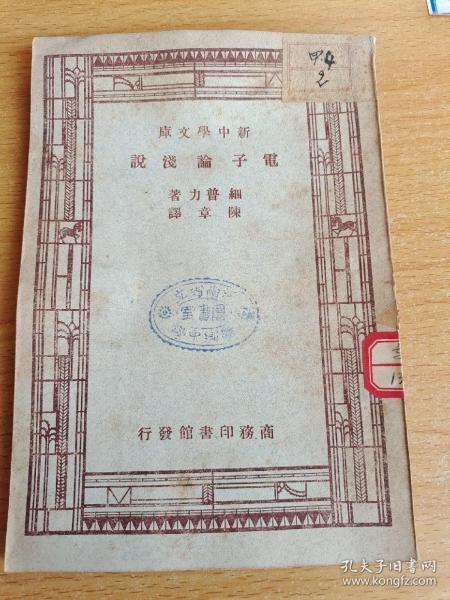 新中學文庫
電子論淺說
細普力著
陳章譯
商務印書館發行
孔夫子旧书网
www.kongfz.com